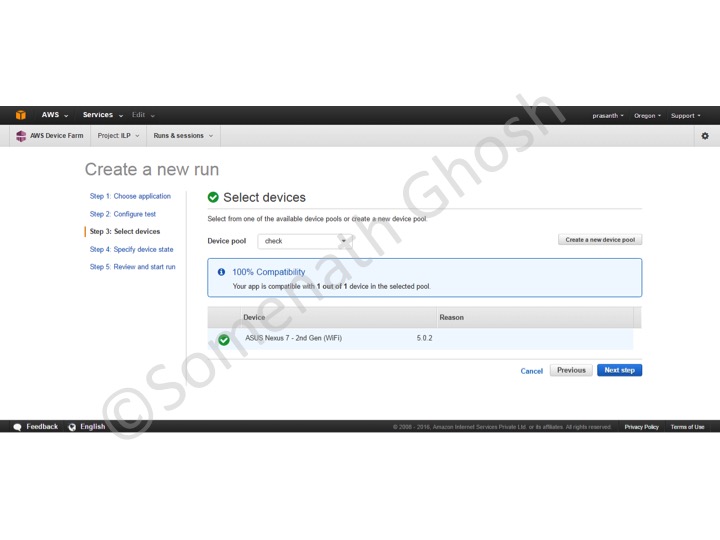 AWS Services Edit prasanth Oregon Support
AWS Device Farm Project: ILP Runs & sessions
Create a new run
Step 1: Choose application
Step 2: Configure test
Step 3: Select devices
Step 4: Specify device state
Step 5: Review and start run
Select devices
Select from one of the available device pools or create a new device pool.
Device pool check Create a new device pool
100% Compatibility
Your app is compatible with 1 out of 1 device in the selected pool.
Device Reason
ASUS Nexus 7 - 2nd Gen (WiFi) 5.0.2
Cancel Previous Next step
Feedback English © 2008 - 2016, Amazon Internet Services Private Ltd. or its affiliates. All rights reserved. Privacy Policy Terms of Use
©Somenath Ghosh